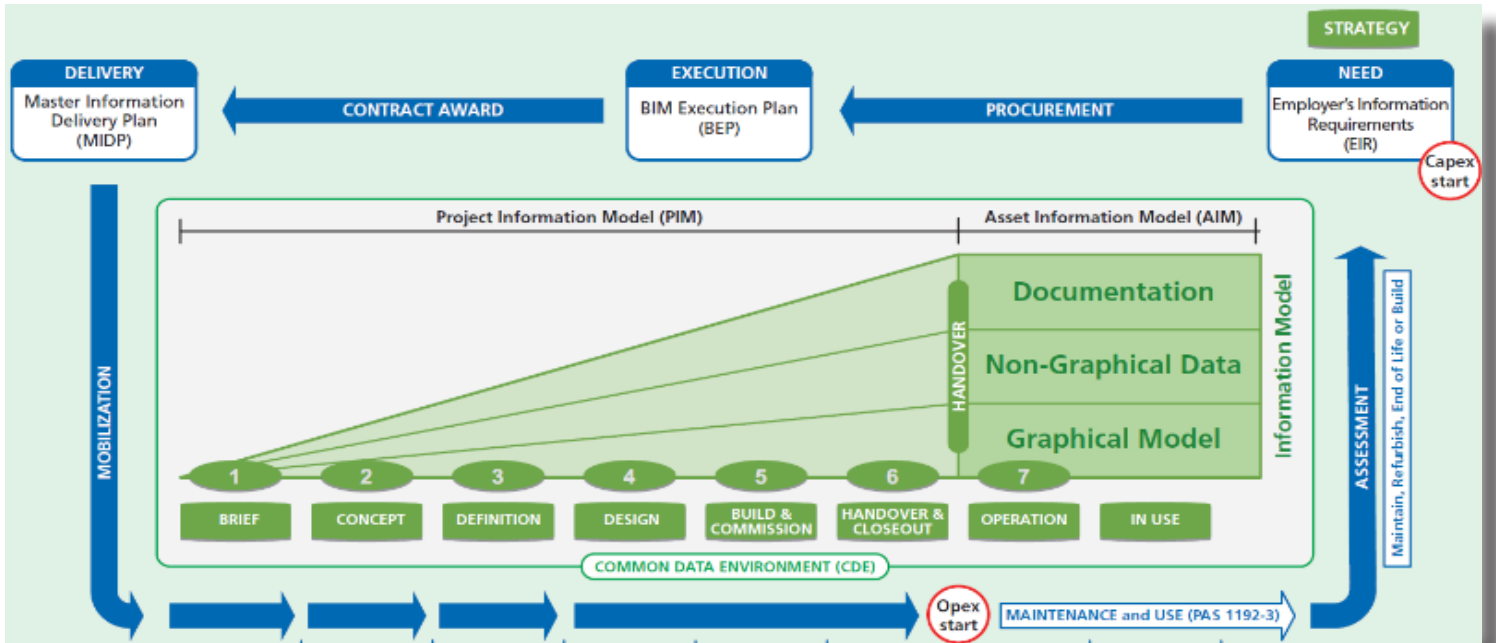 STRATEGY
DELIVERY
Master Information
Delivery Plan
(MIDP)
CONTRACT AWARD
EXECUTION
BIM Execution Plan
(BEP)
PROCUREMENT
NEED
Employer's Information
Requirements
(EIR)
Capex
start
Project Information Model (PIM)
Asset Information Model (AIM)
Documentation
Non-Graphical Data
Graphical Model
HANDOVER
Information Model
MOBILIZATION
ASSESSMENT
Maintain, Refurbish, End of Life or Build
1
2
3
4
5
6
7
BRIEF
CONCEPT
DEFINITION
DESIGN
BUILD &
COMMISSION
HANDOVER &
CLOSEOUT
OPERATION
IN USE
COMMON DATA ENVIRONMENT (CDE)
Opex
start
MAINTENANCE and USE (PAS 1192-3)